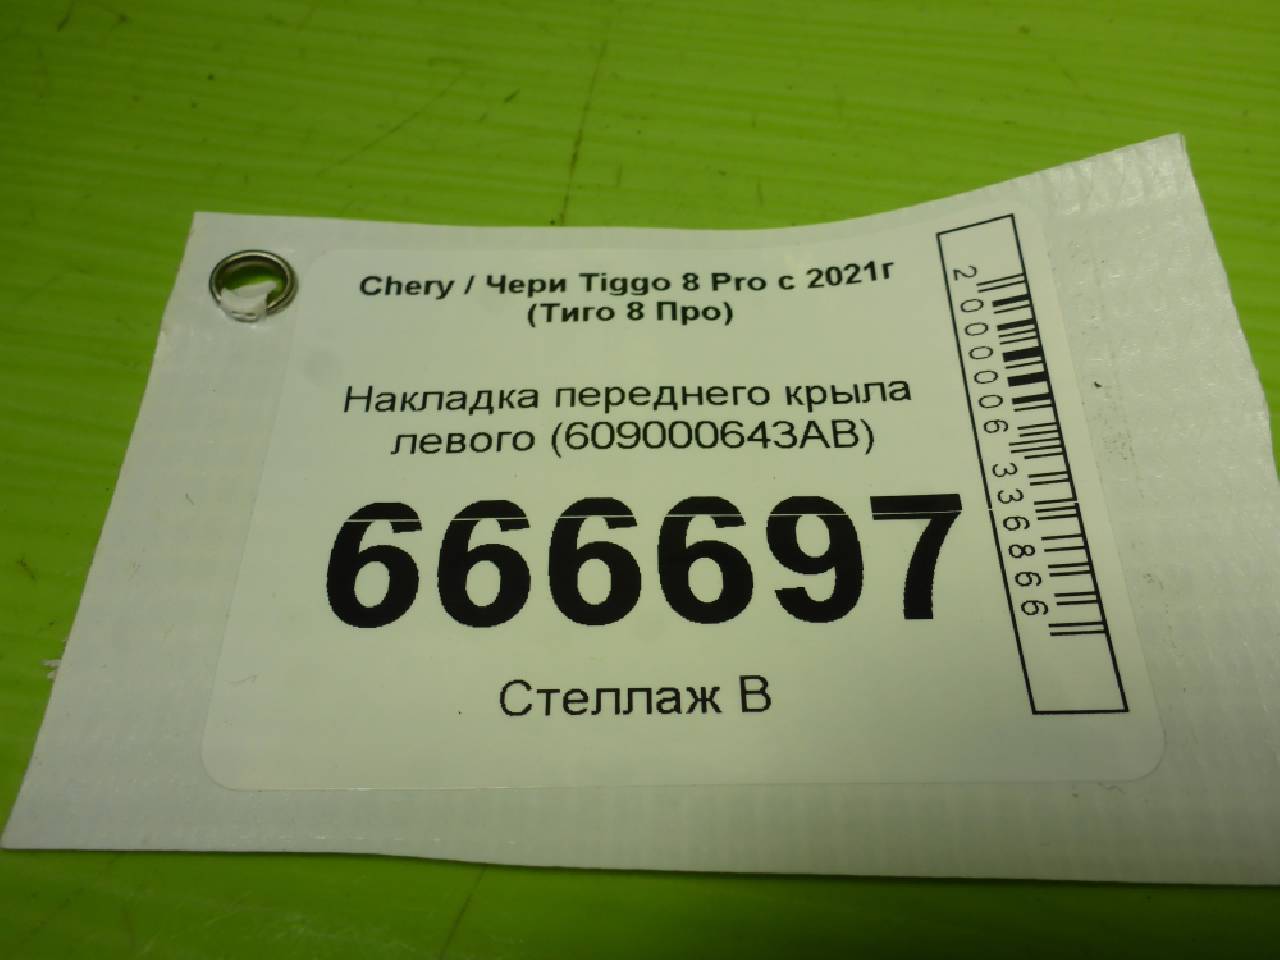 Chery / Чери Tiggo 8 Pro с 2021г
(Тиго 8 Про)
Накладка переднего крыла
левого (609000643AB)
666697
Стеллаж В
2000006336866